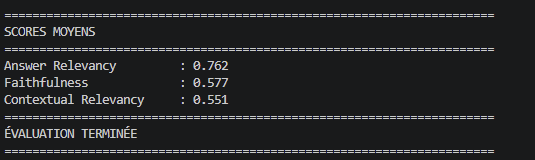 ======================================================================
SCORES MOYENS
======================================================================
Answer Relevancy         : 0.762
Faithfulness             : 0.577
Contextual Relevancy     : 0.551
======================================================================
ÉVALUATION TERMINÉE
======================================================================